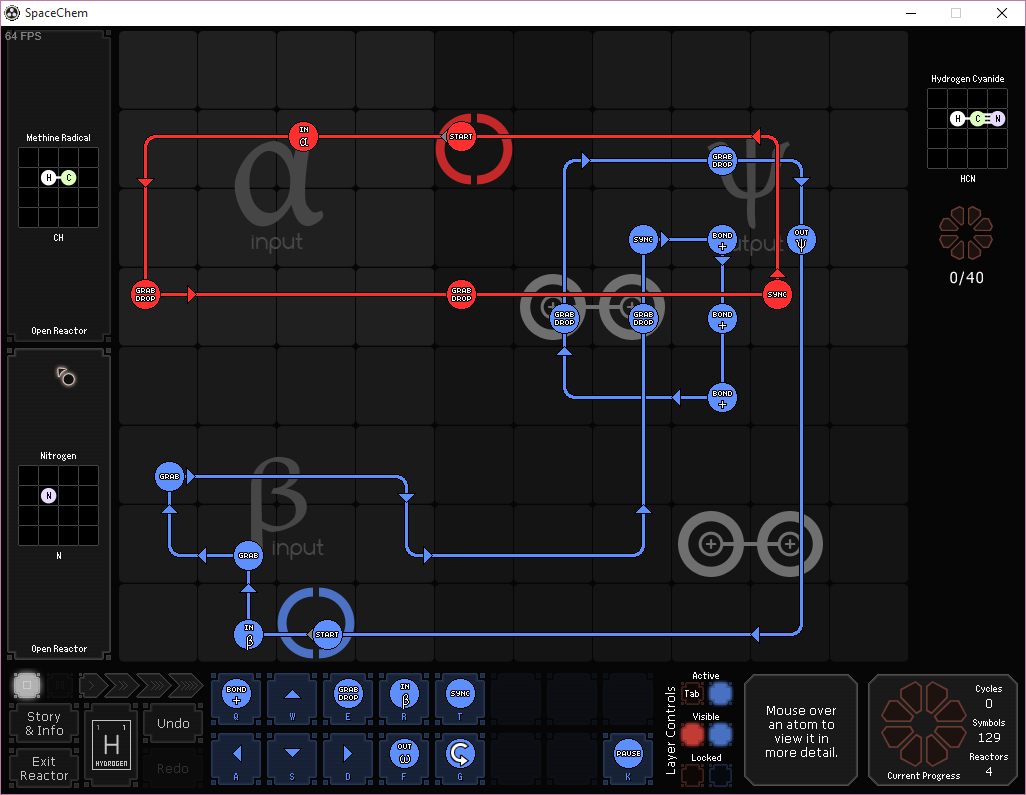 SpaceChem
64 FPS
Methine Radical
H
C
CH
Open Reactor
Nitrogen
N
N
Open Reactor
α
input
β
input
Ψ
output
START
IN
α
GRAB
DROP
GRAB
DROP
SYNC
GRAB
DROP
OUT
Ψ
SYNC
BOND
+
BOND
+
BOND
+
GRAB
DROP
GRAB
DROP
GRAB
GRAB
IN
β
START
Hydrogen Cyanide
H
C
N
HCN
0/40
Story
& Info
Exit
Reactor
1
1
H
HYDROGEN
Undo
Redo
BOND
+
Q
W
GRAB
DROP
E
IN
β
R
SYNC
T
A
S
D
OUT
ω
F
G
PAUSE
K
Layer Controls
Active
Tab
Visible
Locked
Mouse over
an atom to
view it in
more detail.
Cycles
0
Symbols
129
Reactors
4
Current Progress